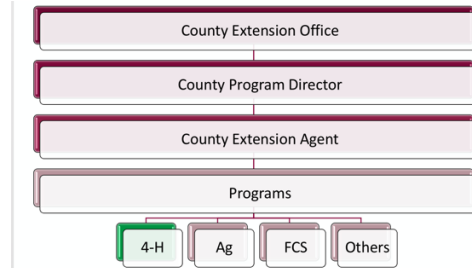 County Extension Office
County Program Director
County Extension Agent
Programs
4-H Ag FCS Others